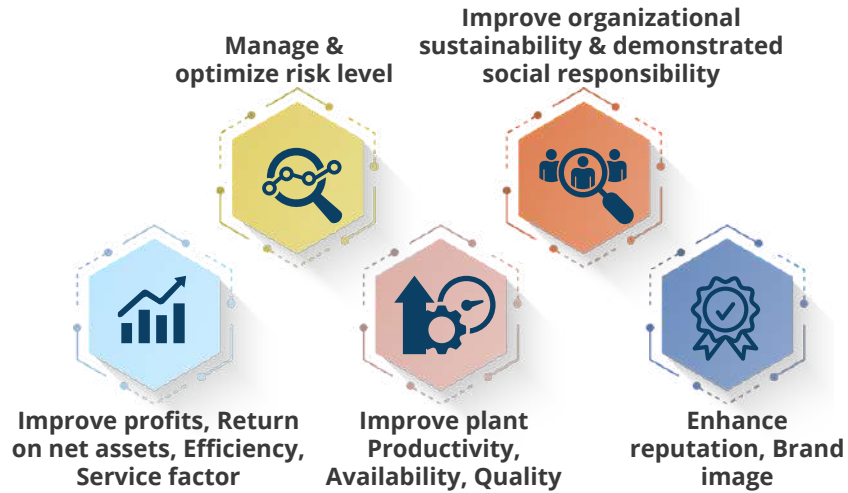 Manage &
optimize risk level
Improve organizational
sustainability & demonstrated
social responsibility
Improve profits, Return
on net assets, Efficiency,
Service factor
Improve plant
Productivity,
Availability, Quality
Enhance
reputation, Brand
image